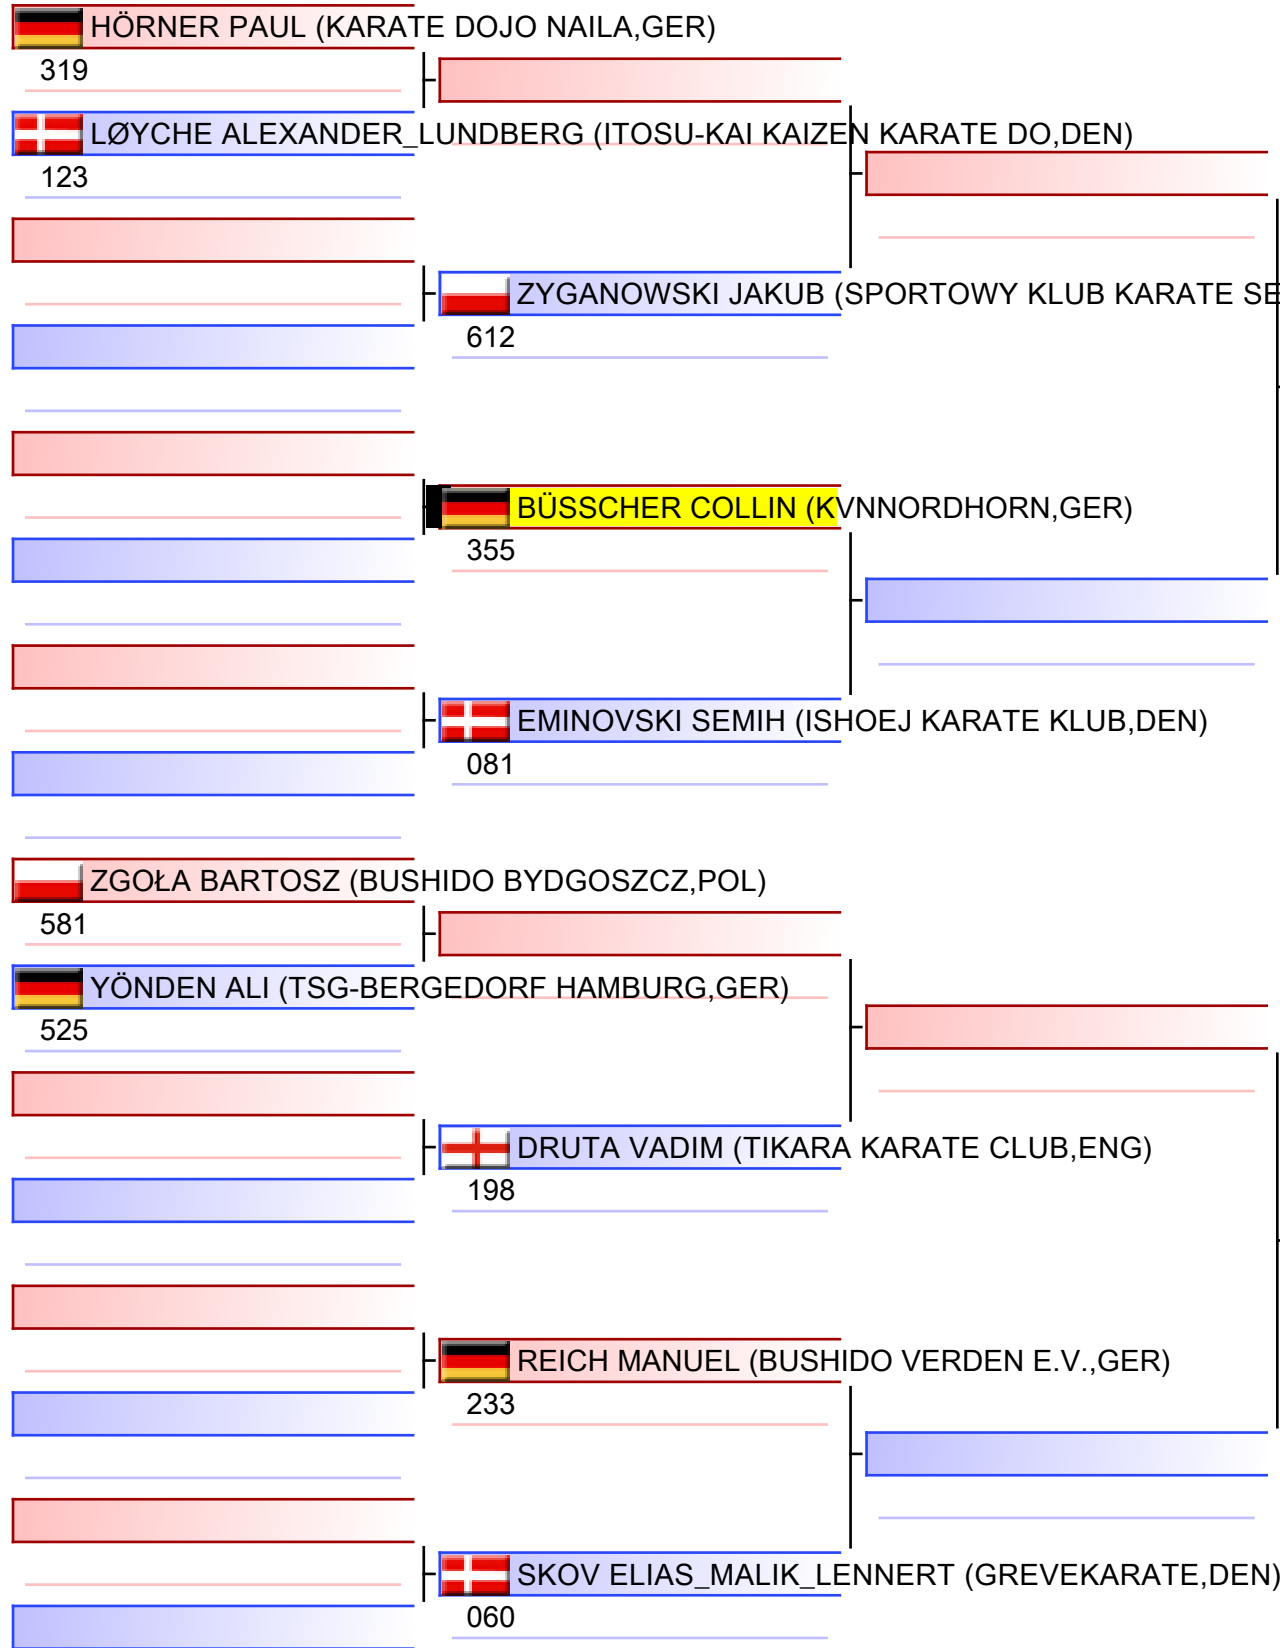 HÖRNER PAUL (KARATE DOJO NAILA,GER)
319
LØYCHE ALEXANDER_LUNDBERG (ITOSU-KAI KAIZEN KARATE DO,DEN)
123
ZYGANOWSKI JAKUB (SPORTOWY KLUB KARATE
612
BÜSSCHER COLLIN (KVNNORDHORN,GER)
355
EMINOVSKI SEMIH (ISHOEJ KARATE KLUB,DEN)
081
ZGOŁA BARTOSZ (BUSHIDO BYDGOSZCZ,POL)
581
YÖNDEN ALI (TSG-BERGEDORF HAMBURG,GER)
525
DRUTA VADIM (TIKARA KARATE CLUB,ENG)
198
REICH MANUEL (BUSHIDO VERDEN E.V.,GER)
233
SKOV ELIAS_MALIK_LENNERT (GREVEKARATE,DEN)
060